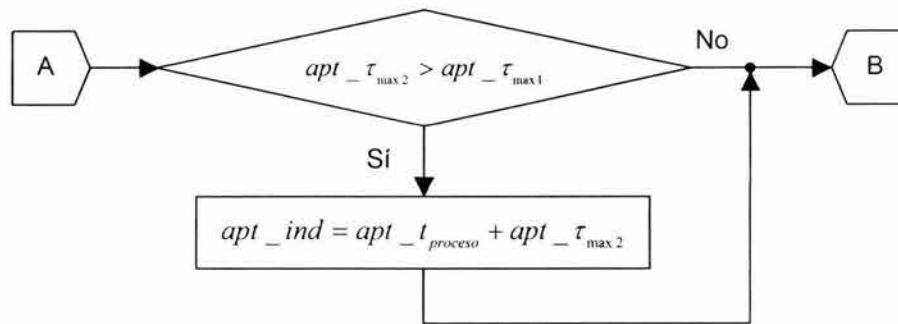 A
apt_τmax2 > apt_τmax1
No
B
Sí
apt_ind = apt_tproceso + apt_τmax2